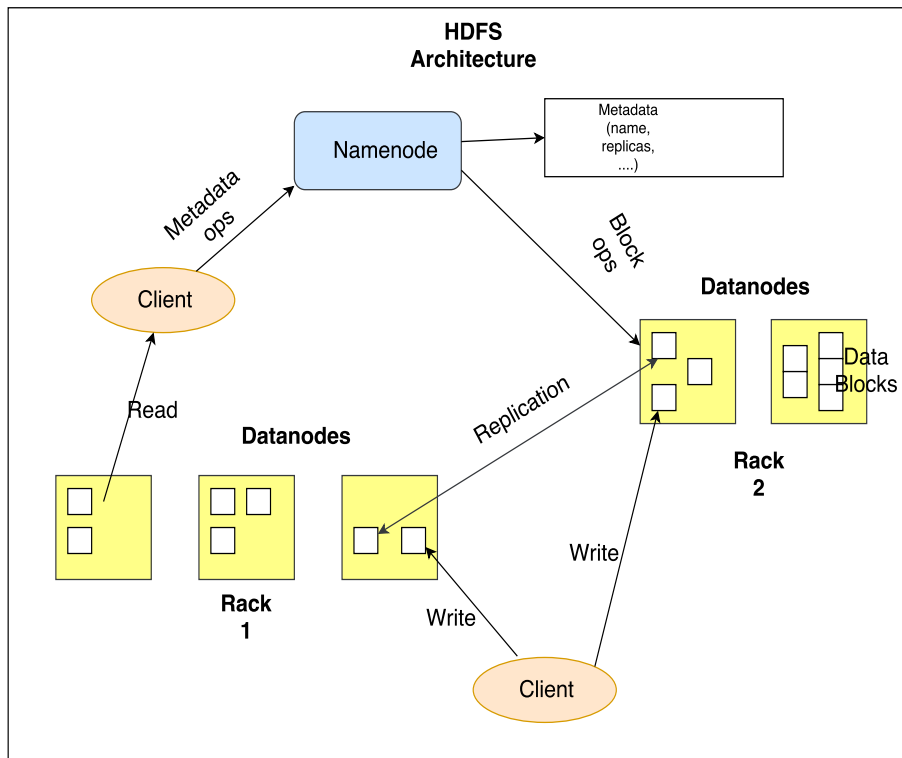 HDFS
Architecture
Metadata
(name,
replicas,
....)
Namenode
Metadata
ops
Block
ops
Client
Datanodes
Data
Blocks
Read
Replication
Datanodes
Rack
2
Write
Rack
1
Write
Client